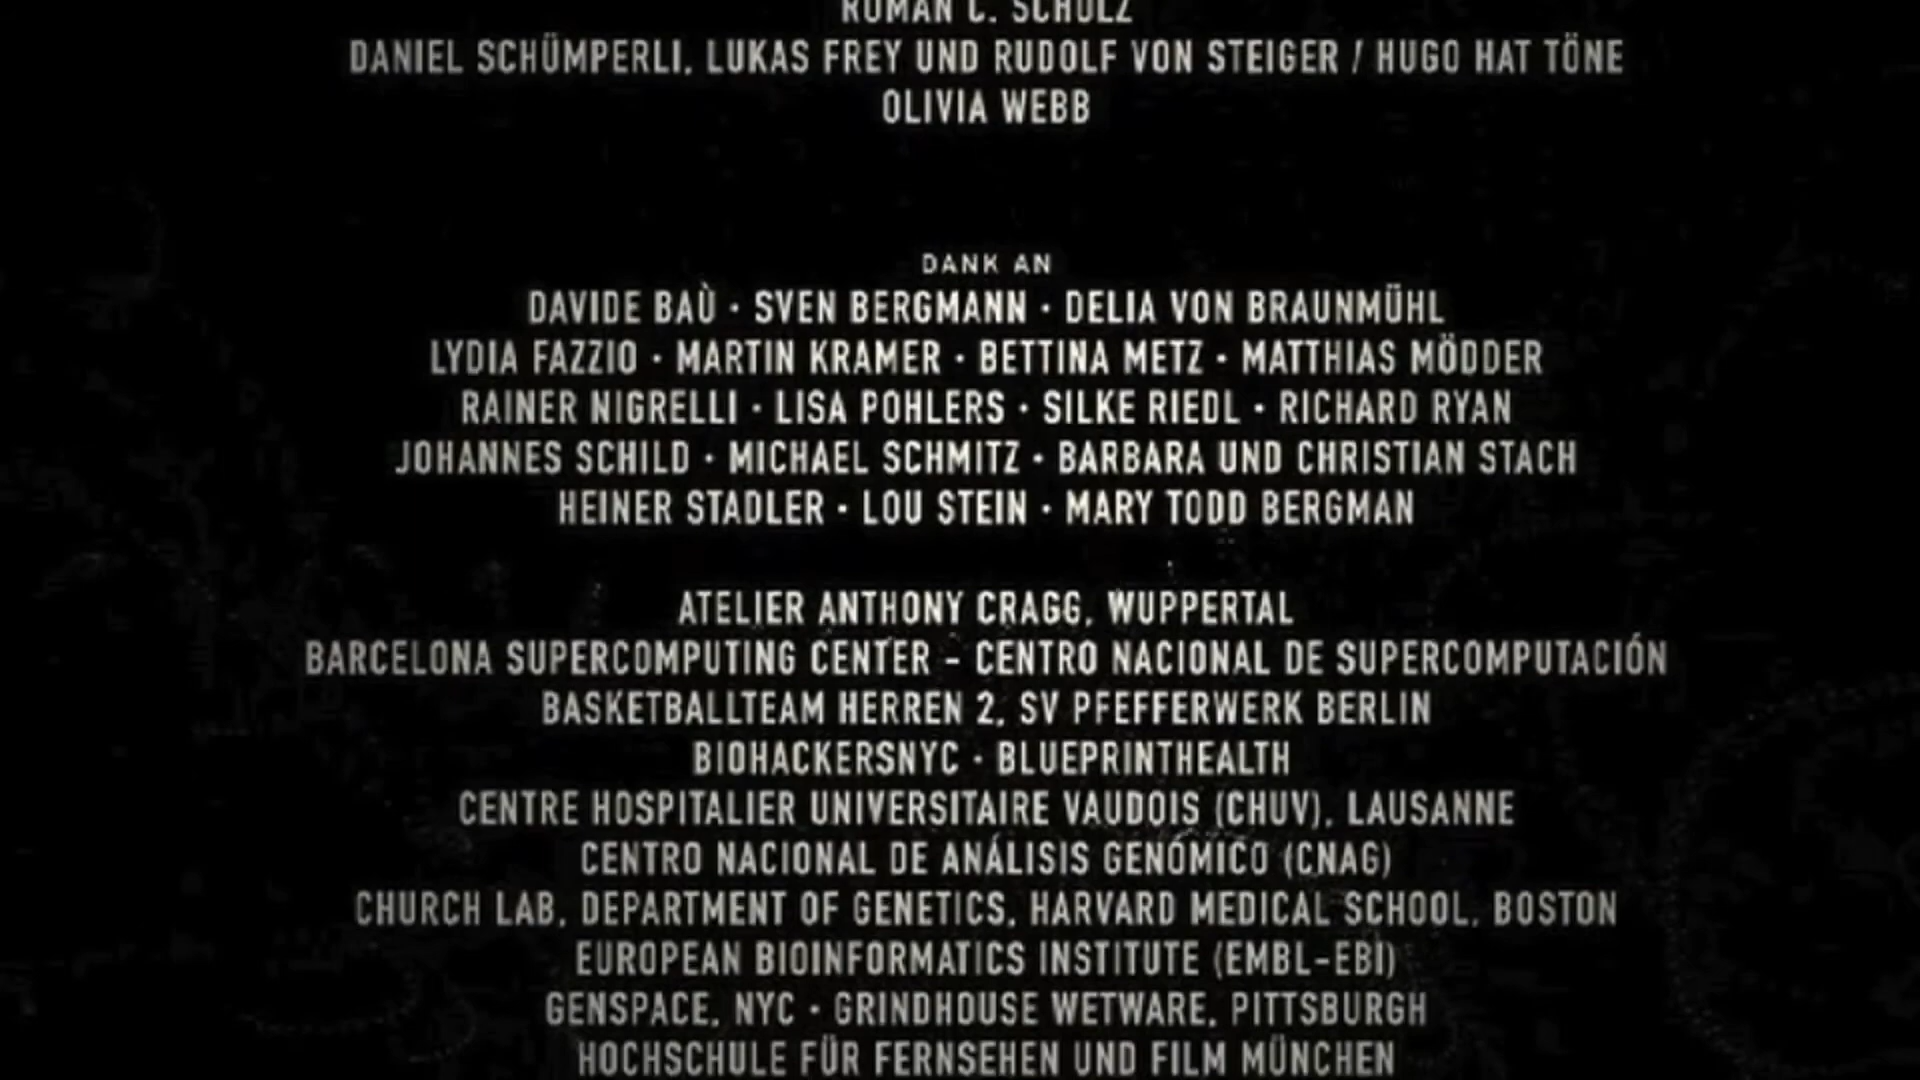 ROMAN C. SCHULZ
DANIEL SCHÜMPERLI, LUKAS FREY UND RUDOLF VON STEIGER / HUGO HAT TÖNE
OLIVIA WEBB
DANK AN
DAVIDE BAÙ · SVEN BERGMANN · DELIA VON BRAUNMÜHL
LYDIA FAZZIO · MARTIN KRAMER · BETTINA METZ · MATTHIAS MÖDDER
RAINER NIGRELLI · LISA POHLERS · SILKE RIEDL · RICHARD RYAN
JOHANNES SCHILD · MICHAEL SCHMITZ · BARBARA UND CHRISTIAN STACH
HEINER STADLER · LOU STEIN · MARY TODD BERGMAN
ATELIER ANTHONY CRAGG, WUPPERTAL
BARCELONA SUPERCOMPUTING CENTER – CENTRO NACIONAL DE SUPERCOMPUTACIÓN
BASKETBALLTEAM HERREN 2, SV PFEFFERWERK BERLIN
BIOHACKERSNYC · BLUEPRINTHEALTH
CENTRE HOSPITALIER UNIVERSITAIRE VAUDOIS (CHUV), LAUSANNE
CENTRO NACIONAL DE ANÁLISIS GENÓMICO (CNAG)
CHURCH LAB, DEPARTMENT OF GENETICS, HARVARD MEDICAL SCHOOL, BOSTON
EUROPEAN BIOINFORMATICS INSTITUTE (EMBL-EBI)
GENSPACE, NYC · GRINDHOUSE WETWARE, PITTSBURGH
HOCHSCHULE FÜR FERNSEHEN UND FILM MÜNCHEN